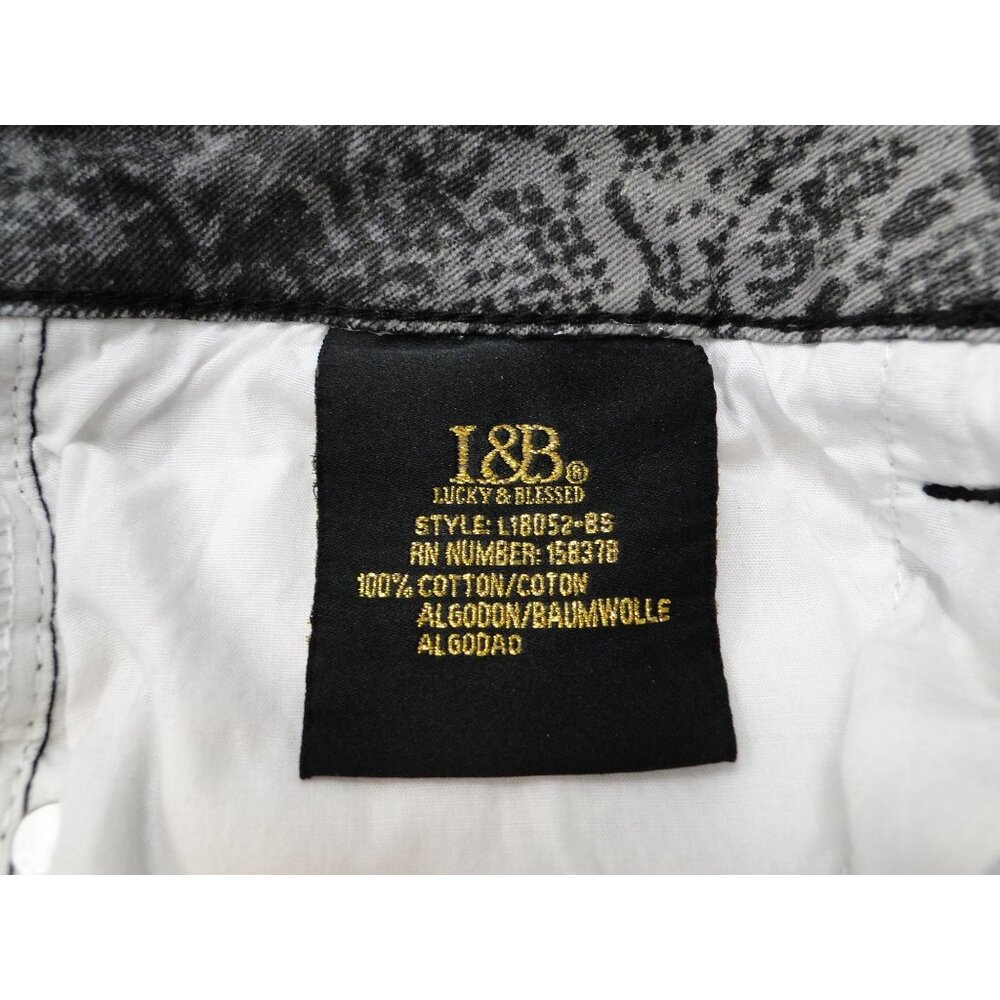 L&B®
LUCKY & BLESSED
STYLE: L18052-BS
RN NUMBER: 158378
100% COTTON/COTON
ALGODON/BAUMWOLLE
ALGODAO